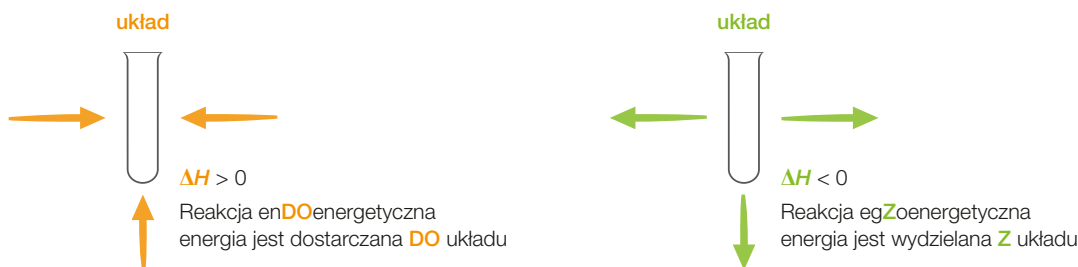 układ
ΔH > 0
Reakcja enDOenergetyczna
energia jest dostarczana DO układu
układ
ΔH < 0
Reakcja egZoenergetyczna
energia jest wydzielana Z układu